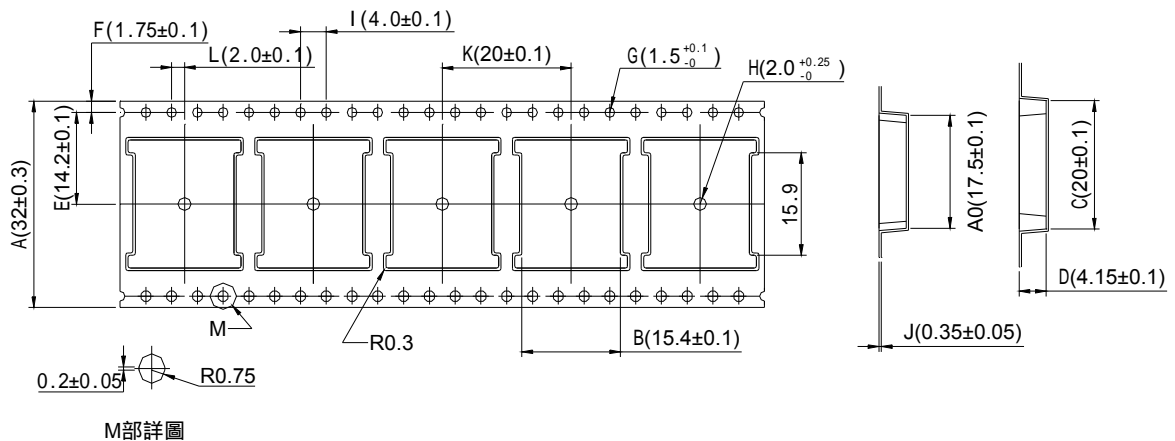 I(4.0±0.1)
F(1.75±0.1)
L(2.0±0.1)
K(20±0.1)
G(1.5 +0.1 -0)
H(2.0 +0.25 -0)
A(32±0.3)
E(14.2±0.1)
15.9
A0(17.5±0.1)
C(20±0.1)
D(4.15±0.1)
M
R0.3
B(15.4±0.1)
J(0.35±0.05)
0.2±0.05
R0.75
M部詳圖